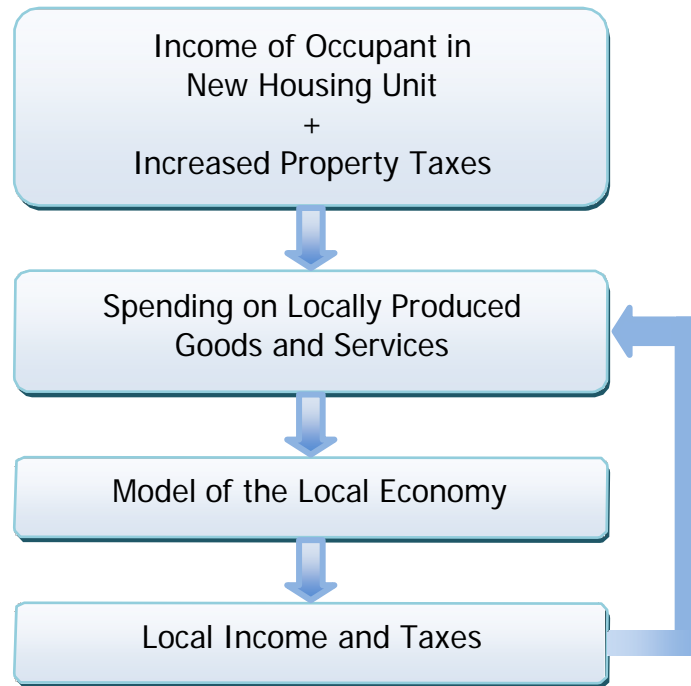 Income of Occupant in
New Housing Unit
+
Increased Property Taxes
Spending on Locally Produced
Goods and Services
Model of the Local Economy
Local Income and Taxes